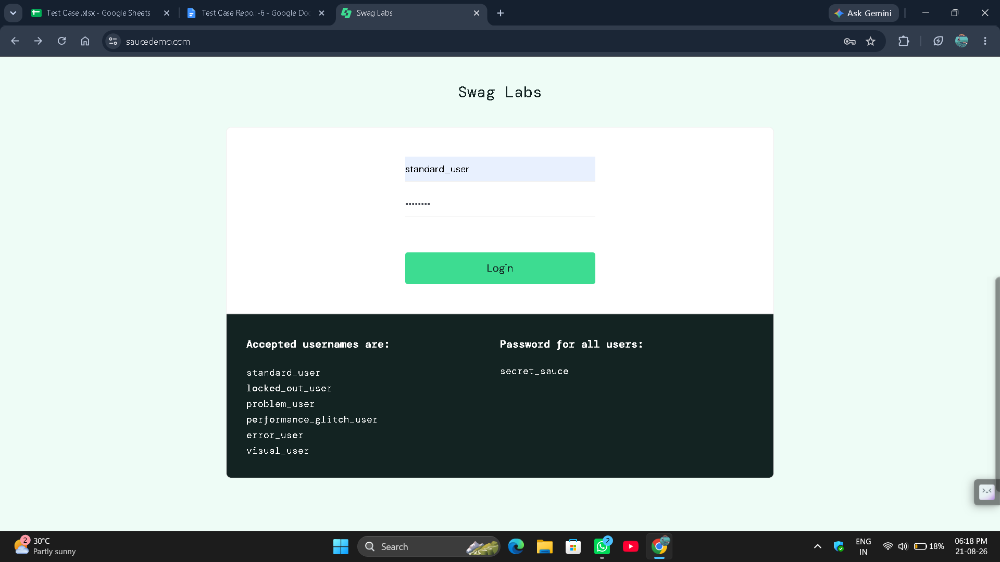 Test Case .xlsx - Google Sheets
Test Case Repo.:-6 - Google Doc
Swag Labs
Ask Gemini
saucedemo.com
Swag Labs
standard_user
••••••••
Login
Accepted usernames are:
standard_user
locked_out_user
problem_user
performance_glitch_user
error_user
visual_user
Password for all users:
secret_sauce
2
30°C
Partly sunny
Search
2
ENG
IN
18%
06:18 PM
21-08-26